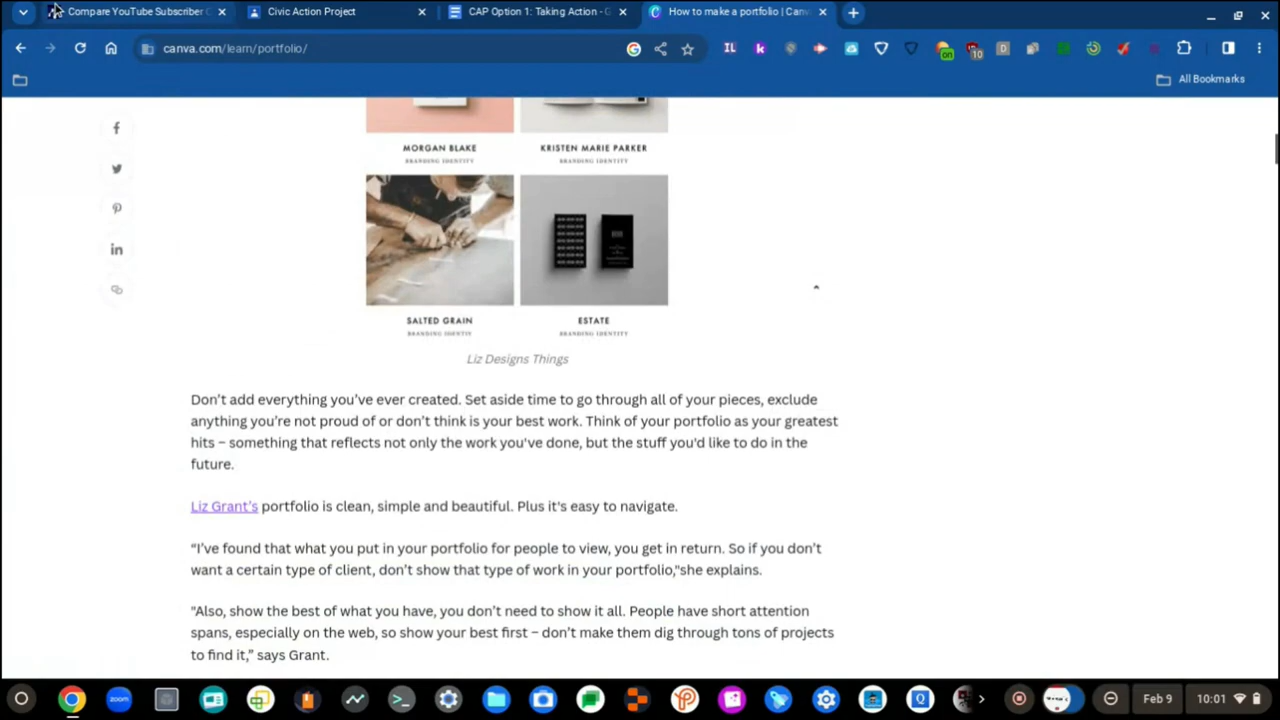 Compare YouTube Subscriber
Civic Action Project
CAP Option 1: Taking Action - G
How to make a portfolio | Canv
canva.com/learn/portfolio/
IL
k
on
10
D
All Bookmarks
MORGAN BLAKE
BRANDING IDENTITY
KRISTEN MARIE PARKER
BRANDING IDENTITY
SALTED GRAIN
BRANDING IDENTITY
ESTATE
BRANDING IDENTITY
Liz Designs Things
Don't add everything you've ever created. Set aside time to go through all of your pieces, exclude
anything you're not proud of or don't think is your best work. Think of your portfolio as your greatest
hits – something that reflects not only the work you've done, but the stuff you'd like to do in the
future.
Liz Grant's portfolio is clean, simple and beautiful. Plus it's easy to navigate.
“I've found that what you put in your portfolio for people to view, you get in return. So if you don't
want a certain type of client, don't show that type of work in your portfolio,"she explains.
"Also, show the best of what you have, you don't need to show it all. People have short attention
spans, especially on the web, so show your best first – don't make them dig through tons of projects
to find it,” says Grant.
zoom
Feb 9
10:01